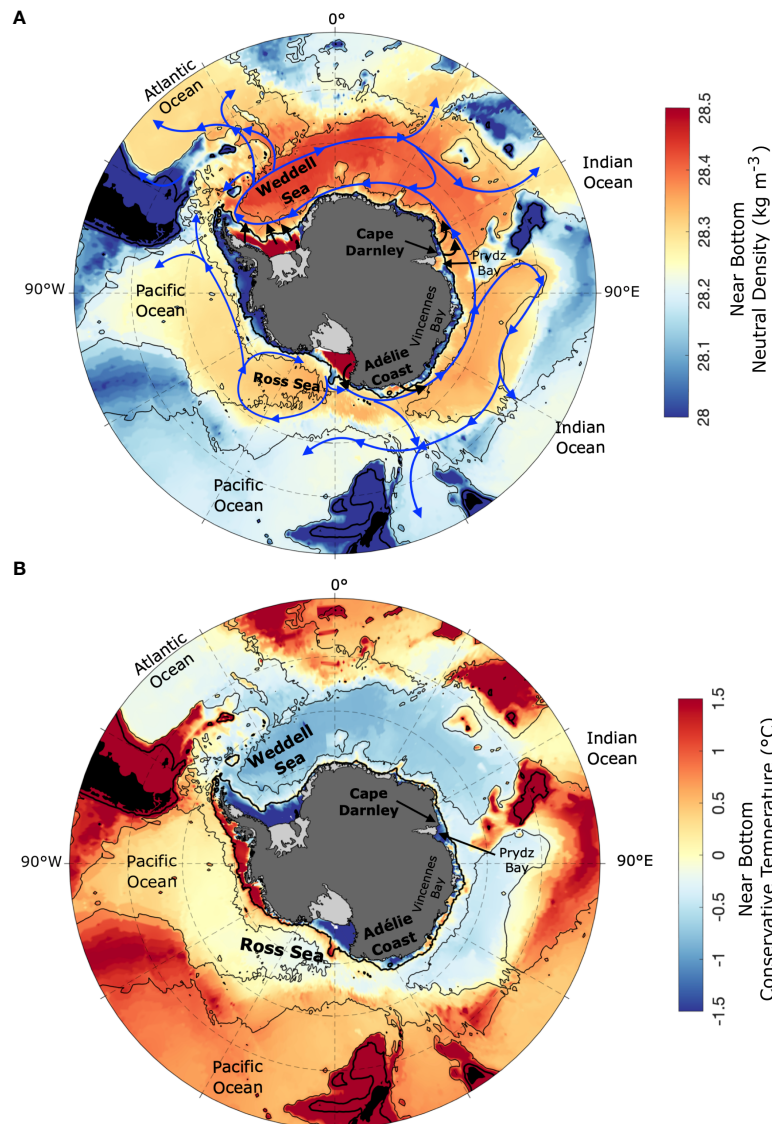 A
0°
Atlantic
Ocean
Weddell
Sea
Indian
Ocean
Cape
Darnley
Prydz
Bay
90°W
90°E
Pacific
Ocean
Vincennes
Bay
Adélie
Coast
Ross Sea
Indian
Ocean
Pacific
Ocean
28.5
28.4
28.3
28.2
28.1
28
Near Bottom
Neutral Density (kg m⁻³)
B
0°
Atlantic
Ocean
Weddell
Sea
Indian
Ocean
Cape
Darnley
Prydz
Bay
90°W
90°E
Pacific
Ocean
Vincennes
Bay
Adélie
Coast
Ross Sea
Pacific
Ocean
1.5
1
0.5
0
-0.5
-1
-1.5
Near Bottom
Conservative Temperature (°C)